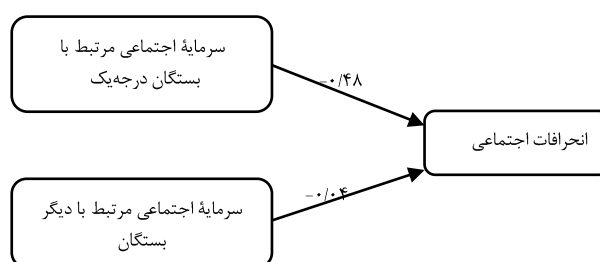 سرمایهٔ اجتماعی مرتبط با
بستگان درجه‌یک
−۰/۴۸
انحرافات اجتماعی
−۰/۰۴
سرمایهٔ اجتماعی مرتبط با دیگر
بستگان